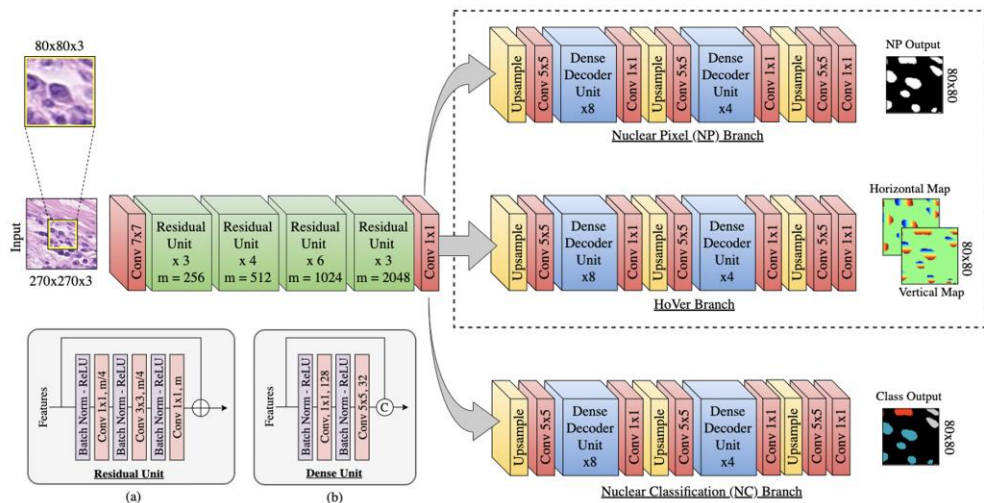 80x80x3
Input
270x270x3
Conv 7x7
Residual
Unit
x 3
m = 256
Residual
Unit
x 4
m = 512
Residual
Unit
x 6
m = 1024
Residual
Unit
x 3
m = 2048
Conv 1x1
Upsample
Conv 5x5
Dense
Decoder
Unit
x8
Conv 1x1
Upsample
Conv 5x5
Dense
Decoder
Unit
x4
Conv 1x1
Upsample
Conv 5x5
Conv 1x1
Nuclear Pixel (NP) Branch
NP Output
80x80
Upsample
Conv 5x5
Dense
Decoder
Unit
x8
Conv 1x1
Upsample
Conv 5x5
Dense
Decoder
Unit
x4
Conv 1x1
Upsample
Conv 5x5
Conv 1x1
HoVer Branch
Horizontal Map
80x80
Vertical Map
Upsample
Conv 5x5
Dense
Decoder
Unit
x8
Conv 1x1
Upsample
Conv 5x5
Dense
Decoder
Unit
x4
Conv 1x1
Upsample
Conv 5x5
Conv 1x1
Nuclear Classification (NC) Branch
Class Output
80x80
Features
Batch Norm - ReLU
Conv 1x1, m/4
Batch Norm - ReLU
Conv 3x3, m/4
Batch Norm - ReLU
Conv 1x1, m
Residual Unit
(a)
Features
Batch Norm - ReLU
Conv, 1x1, 128
Batch Norm - ReLU
Conv 5x5, 32
C
Dense Unit
(b)